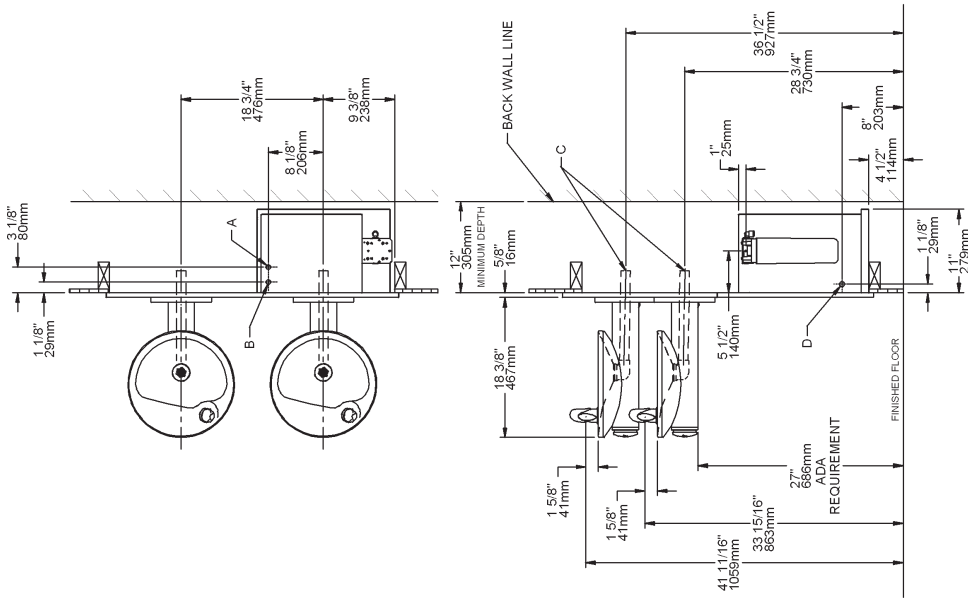 18 3/4"
476mm
9 3/8"
238mm
8 1/8"
206mm
3 1/8"
80mm
A
B
1 1/8"
29mm
12"
305mm
MINIMUM DEPTH
5/8"
16mm
18 3/8"
467mm
BACK WALL LINE
C
36 1/2"
927mm
28 3/4"
730mm
1"
25mm
8"
203mm
4 1/2"
114mm
1 1/8"
29mm
11"
279mm
5 1/2"
140mm
D
FINISHED FLOOR
1 5/8"
41mm
1 5/8"
41mm
27"
686mm
ADA
REQUIREMENT
33 15/16"
863mm
41 11/16"
1059mm